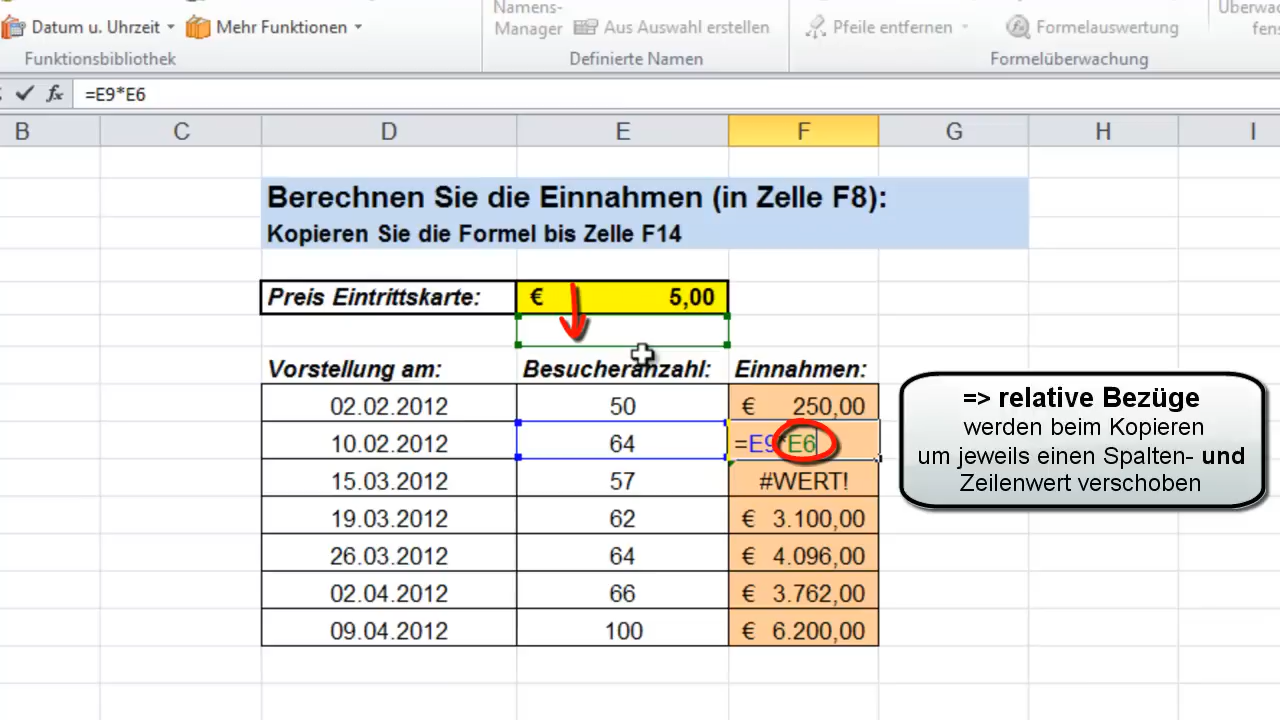 Namens-
Überwac
Datum u. Uhrzeit
Mehr Funktionen
Manager
Aus Auswahl erstellen
Pfeile entfernen
Formelauswertung
fens
Funktionsbibliothek
Definierte Namen
Formelüberwachung
fx =E9*E6
B C D E F G H I
Berechnen Sie die Einnahmen (in Zelle F8):
Kopieren Sie die Formel bis Zelle F14
Preis Eintrittskarte: € 5,00
Vorstellung am: Besucheranzahl: Einnahmen:
02.02.2012 50 € 250,00
10.02.2012 64 =E9*E6
15.03.2012 57 #WERT!
19.03.2012 62 € 3.100,00
26.03.2012 64 € 4.096,00
02.04.2012 66 € 3.762,00
09.04.2012 100 € 6.200,00
=> relative Bezüge
werden beim Kopieren
um jeweils einen Spalten- und
Zeilenwert verschoben